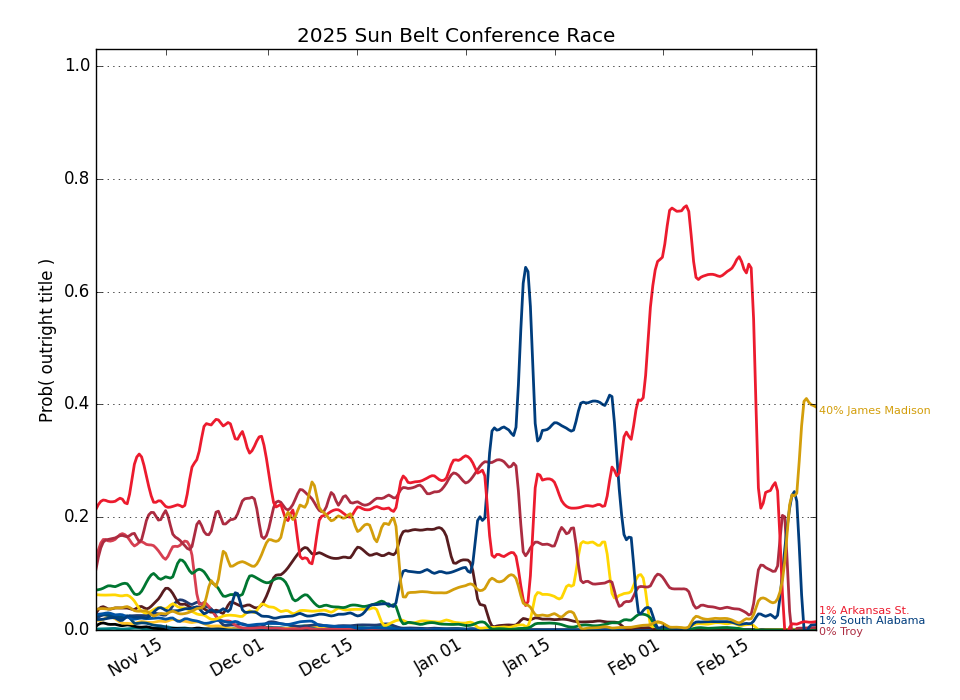 2025 Sun Belt Conference Race
Prob( outright title )
1.0
0.8
0.6
0.4
0.2
0.0
40% James Madison
1% Arkansas St.
1% South Alabama
0% Troy
Nov 15
Dec 01
Dec 15
Jan 01
Jan 15
Feb 01
Feb 15